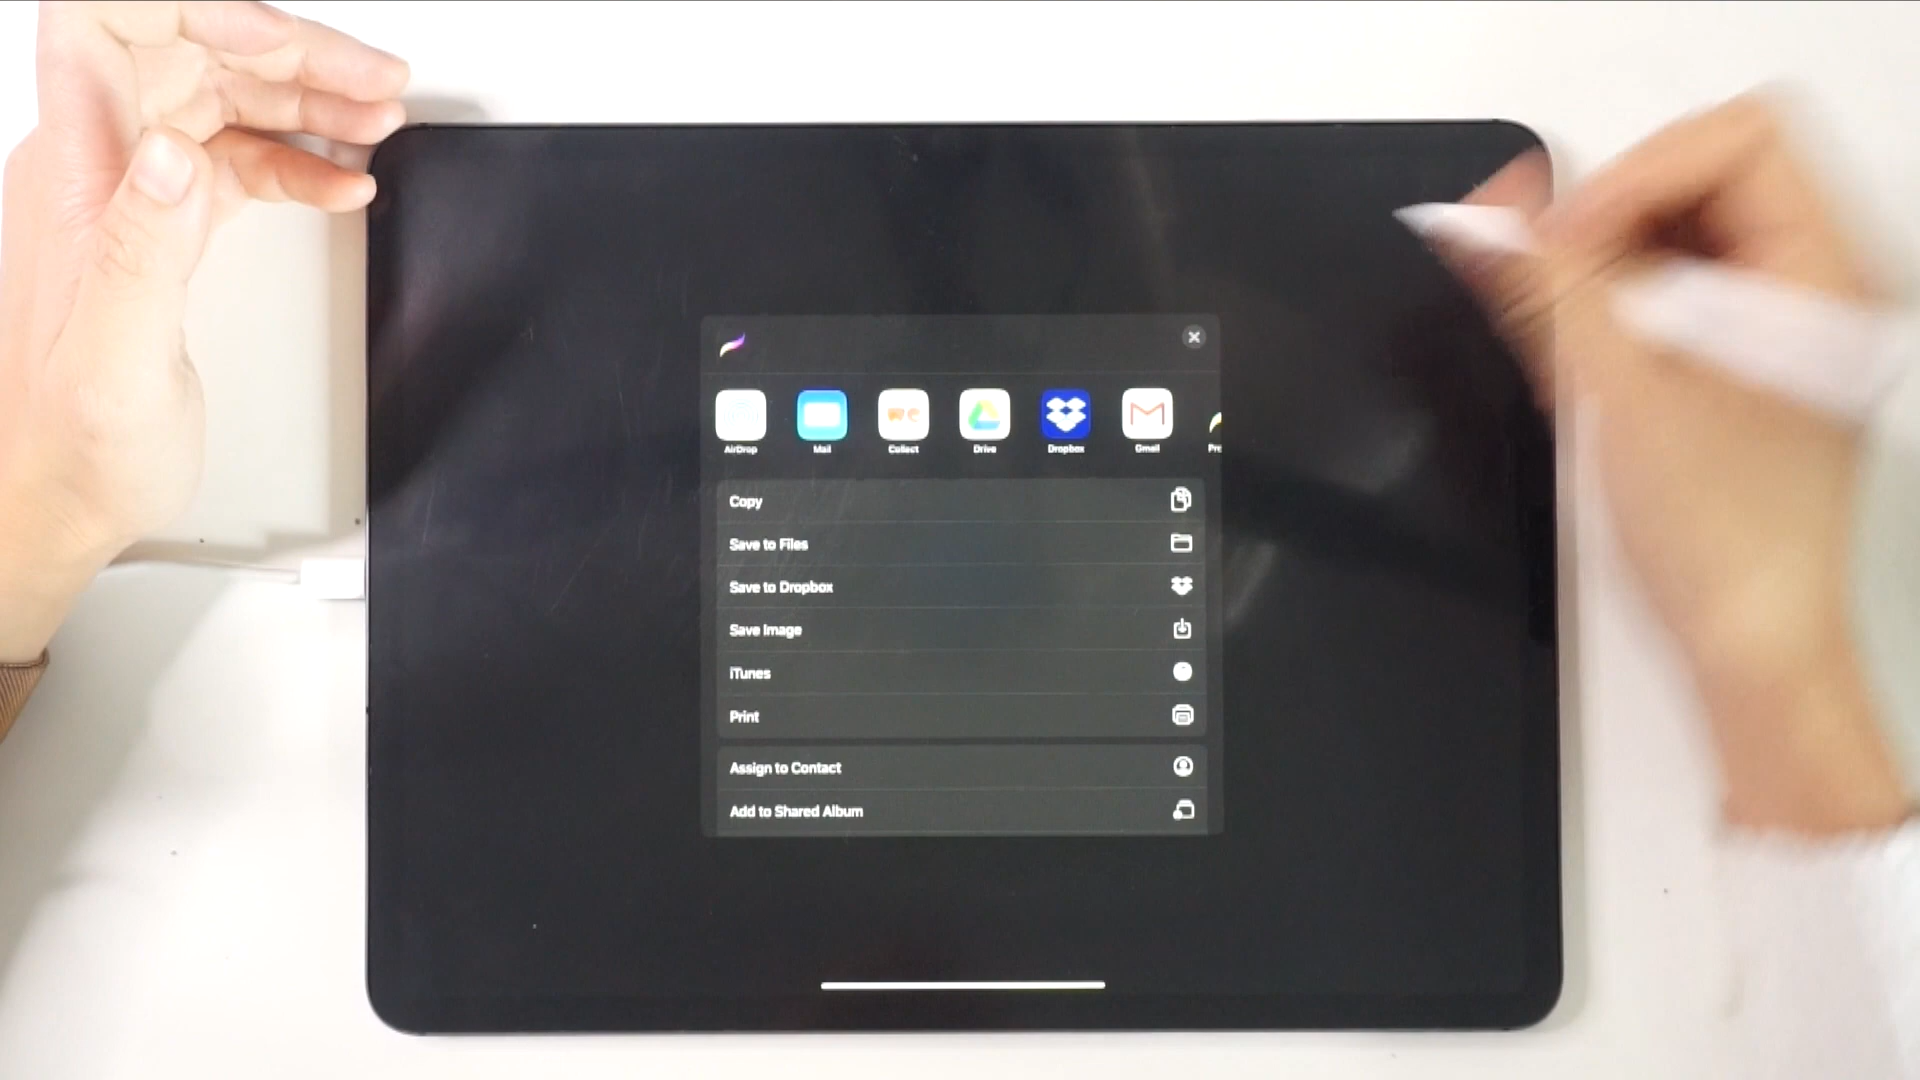 AirDrop Mail Collect Drive Dropbox Gmail Pro
Copy
Save to Files
Save to Dropbox
Save Image
iTunes
Print
Assign to Contact
Add to Shared Album